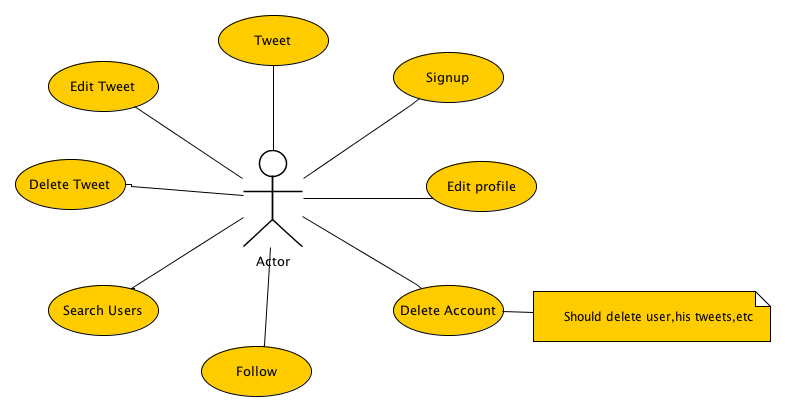 Tweet
Signup
Edit Tweet
Delete Tweet
Edit profile
Actor
Search Users
Delete Account
Should delete user,his tweets,etc
Follow